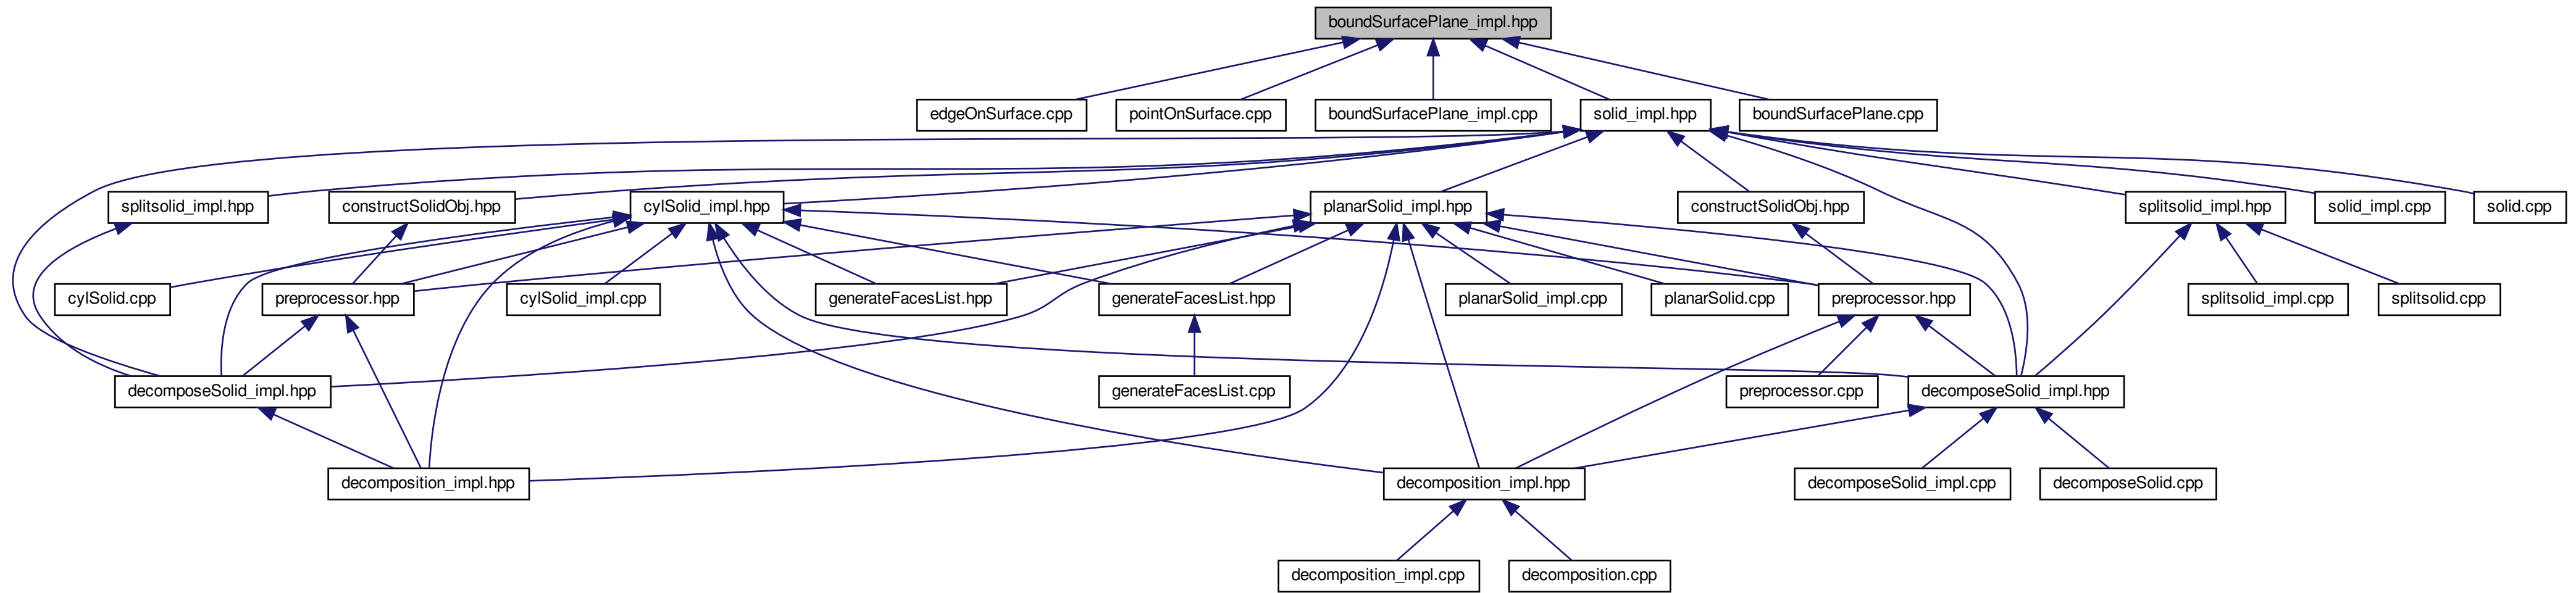 boundSurfacePlane_impl.hpp
edgeOnSurface.cpp
pointOnSurface.cpp
boundSurfacePlane_impl.cpp
solid_impl.hpp
boundSurfacePlane.cpp
splitsolid_impl.hpp
constructSolidObj.hpp
cylSolid_impl.hpp
planarSolid_impl.hpp
constructSolidObj.hpp
splitsolid_impl.hpp
solid_impl.cpp
solid.cpp
cylSolid.cpp
preprocessor.hpp
cylSolid_impl.cpp
generateFacesList.hpp
generateFacesList.hpp
planarSolid_impl.cpp
planarSolid.cpp
preprocessor.hpp
splitsolid_impl.cpp
splitsolid.cpp
decomposeSolid_impl.hpp
generateFacesList.cpp
preprocessor.cpp
decomposeSolid_impl.hpp
decomposition_impl.hpp
decomposition_impl.hpp
decomposeSolid_impl.cpp
decomposeSolid.cpp
decomposition_impl.cpp
decomposition.cpp